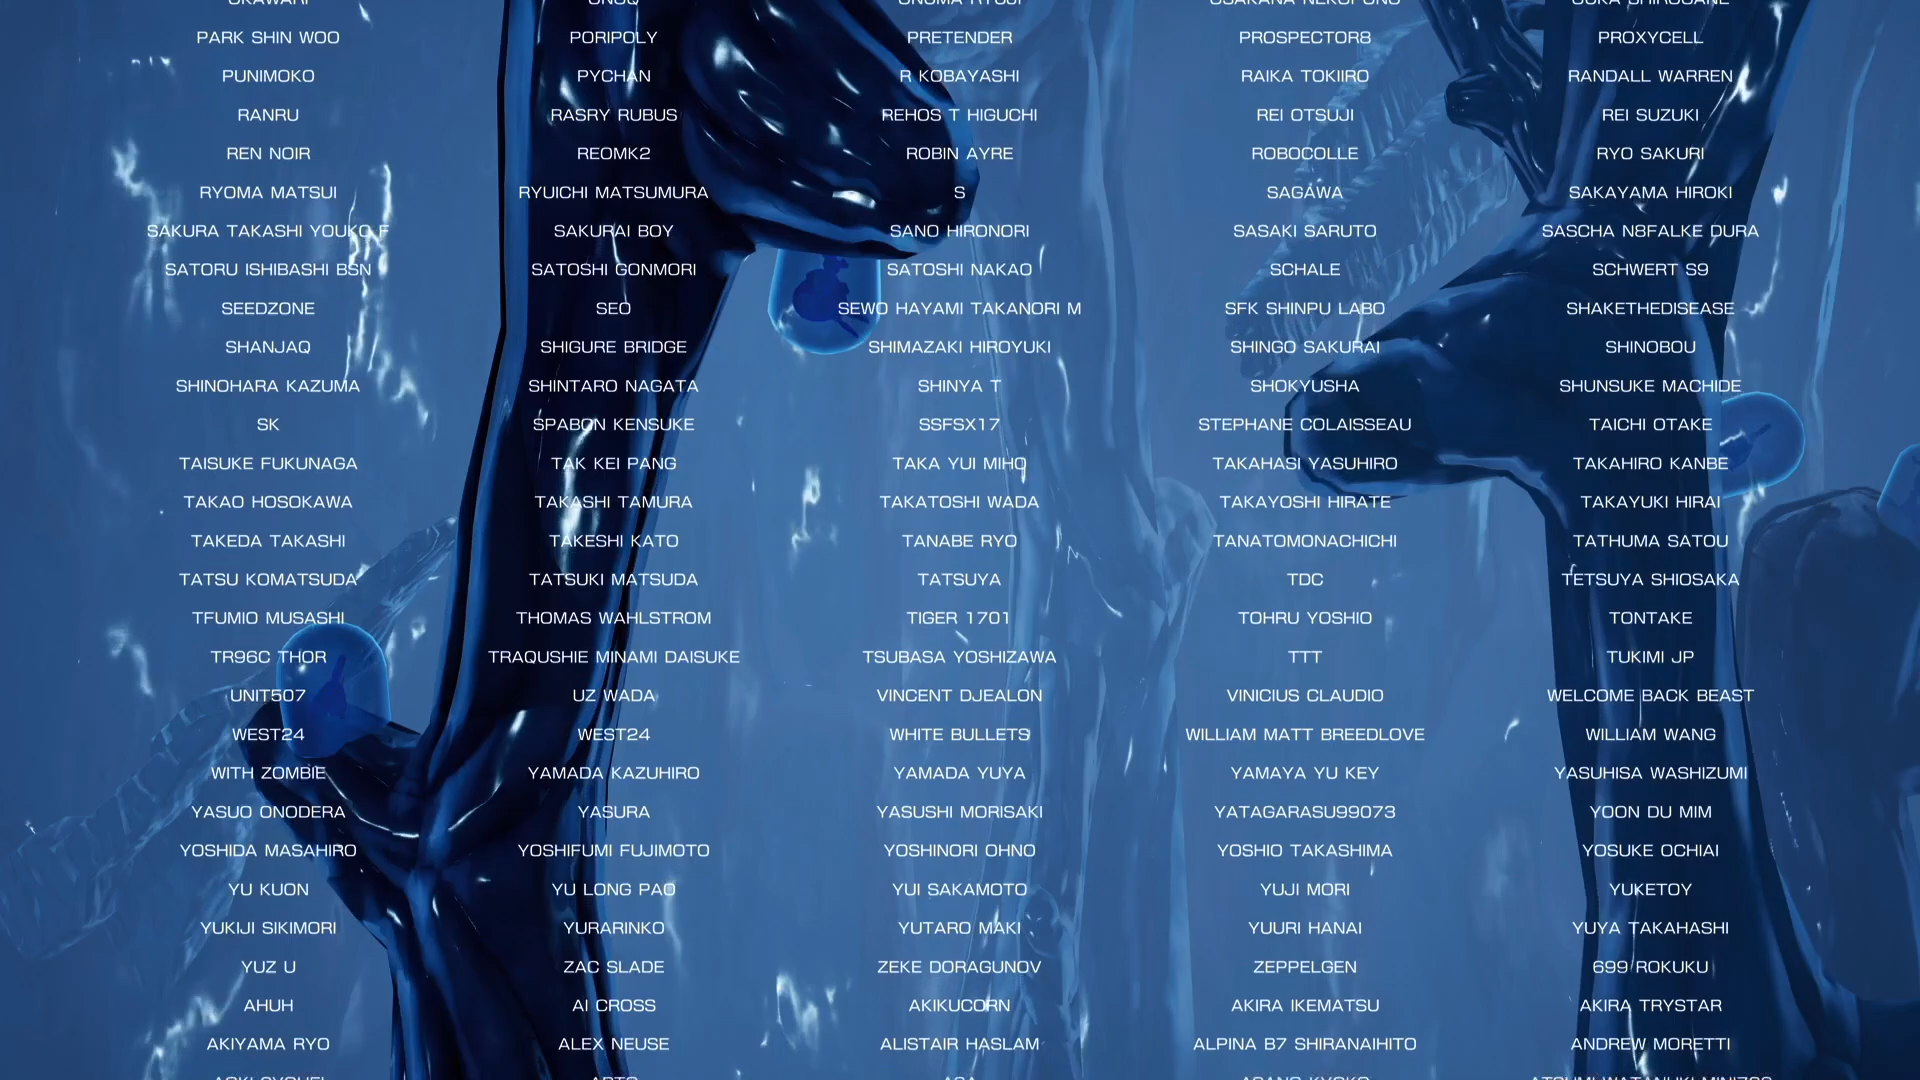 OKAWARI ONOQ ONUMA RYUJI OSAKANA NEKOFUNG OUKA SHIROGANE
PARK SHIN WOO PORIPOLY PRETENDER PROSPECTOR8 PROXYCELL
PUNIMOKO PYCHAN R KOBAYASHI RAIKA TOKIIRO RANDALL WARREN
RANRU RASRY RUBUS REHOS T HIGUCHI REI OTSUJI REI SUZUKI
REN NOIR REOMK2 ROBIN AYRE ROBOCOLLE RYO SAKURI
RYOMA MATSUI RYUICHI MATSUMURA S SAGAWA SAKAYAMA HIROKI
SAKURA TAKASHI YOUKO F SAKURAI BOY SANO HIRONORI SASAKI SARUTO SASCHA N8FALKE DURA
SATORU ISHIBASHI BSN SATOSHI GONMORI SATOSHI NAKAO SCHALE SCHWERT S9
SEEDZONE SEO SEWO HAYAMI TAKANORI M SFK SHINPU LABO SHAKETHEDISEASE
SHANJAQ SHIGURE BRIDGE SHIMAZAKI HIROYUKI SHINGO SAKURAI SHINOBOU
SHINOHARA KAZUMA SHINTARO NAGATA SHINYA T SHOKYUSHA SHUNSUKE MACHIDE
SK SPABON KENSUKE SSFSX17 STEPHANE COLAISSEAU TAICHI OTAKE
TAISUKE FUKUNAGA TAK KEI PANG TAKA YUI MIHO TAKAHASI YASUHIRO TAKAHIRO KANBE
TAKAO HOSOKAWA TAKASHI TAMURA TAKATOSHI WADA TAKAYOSHI HIRATE TAKAYUKI HIRAI
TAKEDA TAKASHI TAKESHI KATO TANABE RYO TANATOMONACHICHI TATHUMA SATOU
TATSU KOMATSUDA TATSUKI MATSUDA TATSUYA TDC TETSUYA SHIOSAKA
TFUMIO MUSASHI THOMAS WAHLSTROM TIGER 1701 TOHRU YOSHIO TONTAKE
TR96C THOR TRAQUSHIE MINAMI DAISUKE TSUBASA YOSHIZAWA TTT TUKIMI JP
UNIT507 UZ WADA VINCENT DJEALON VINICIUS CLAUDIO WELCOME BACK BEAST
WEST24 WEST24 WHITE BULLETS WILLIAM MATT BREEDLOVE WILLIAM WANG
WITH ZOMBIE YAMADA KAZUHIRO YAMADA YUYA YAMAYA YU KEY YASUHISA WASHIZUMI
YASUO ONODERA YASURA YASUSHI MORISAKI YATAGARASU99073 YOON DU MIM
YOSHIDA MASAHIRO YOSHIFUMI FUJIMOTO YOSHINORI OHNO YOSHIO TAKASHIMA YOSUKE OCHIAI
YU KUON YU LONG PAO YUI SAKAMOTO YUJI MORI YUKETOY
YUKIJI SIKIMORI YURARINKO YUTARO MAKI YUURI HANAI YUYA TAKAHASHI
YUZ U ZAC SLADE ZEKE DORAGUNOV ZEPPELGEN 699 ROKUKU
AHUH AI CROSS AKIKUCORN AKIRA IKEMATSU AKIRA TRYSTAR
AKIYAMA RYO ALEX NEUSE ALISTAIR HASLAM ALPINA B7 SHIRANAIHITO ANDREW MORETTI